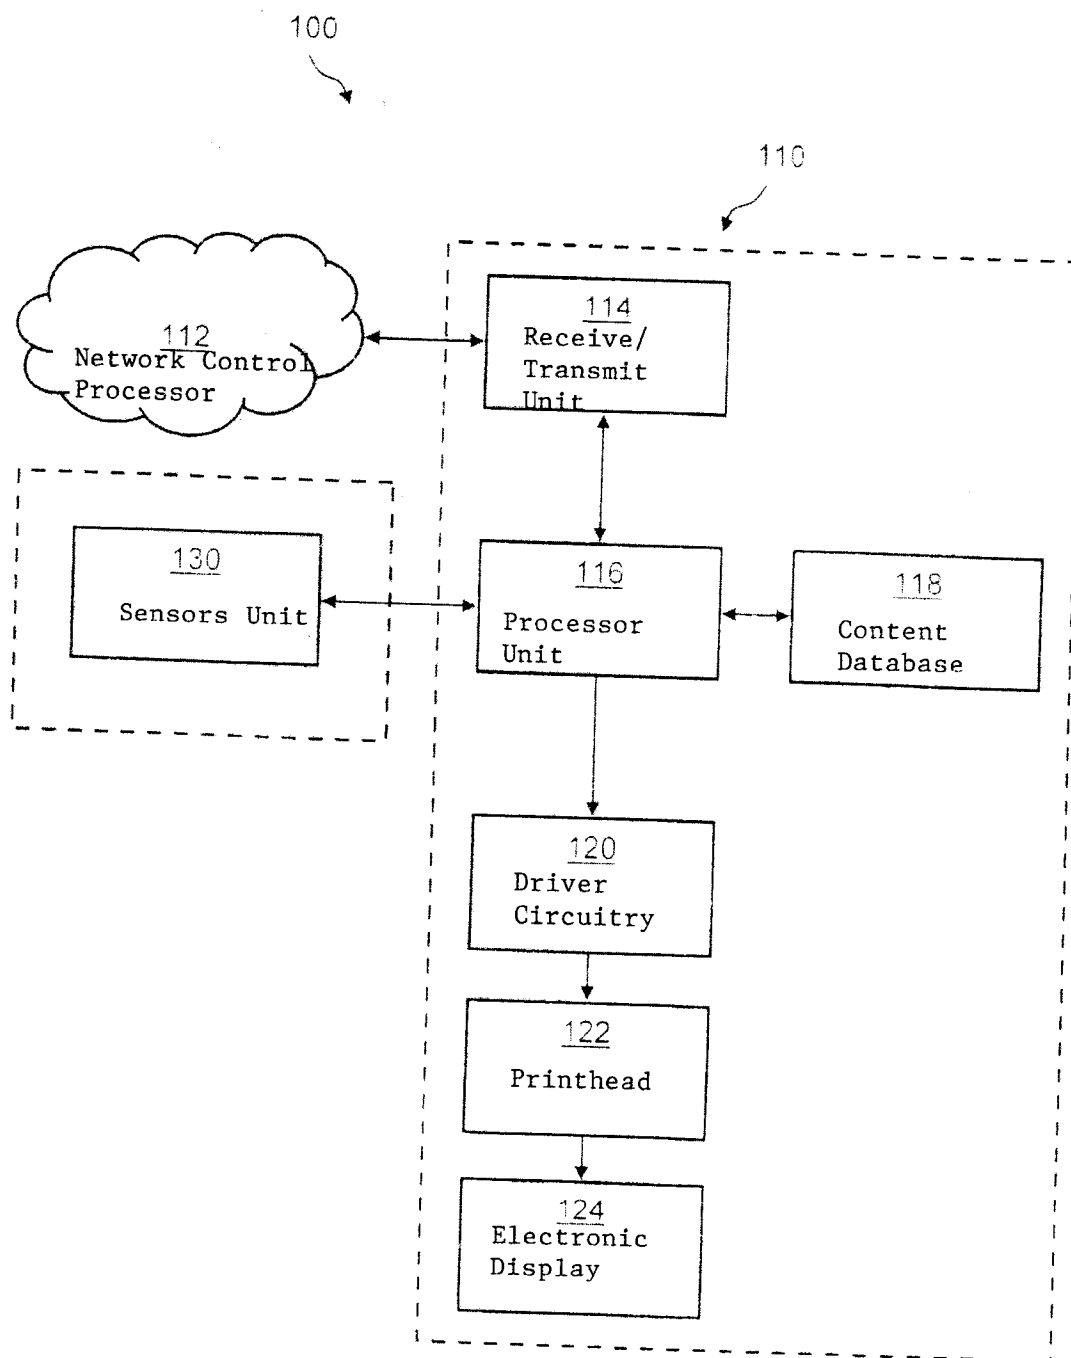 100
110
112
Network Control
Processor
114
Receive/
Transmit
Unit
130
Sensors Unit
116
Processor
Unit
118
Content
Database
120
Driver
Circuitry
122
Printhead
124
Electronic
Display